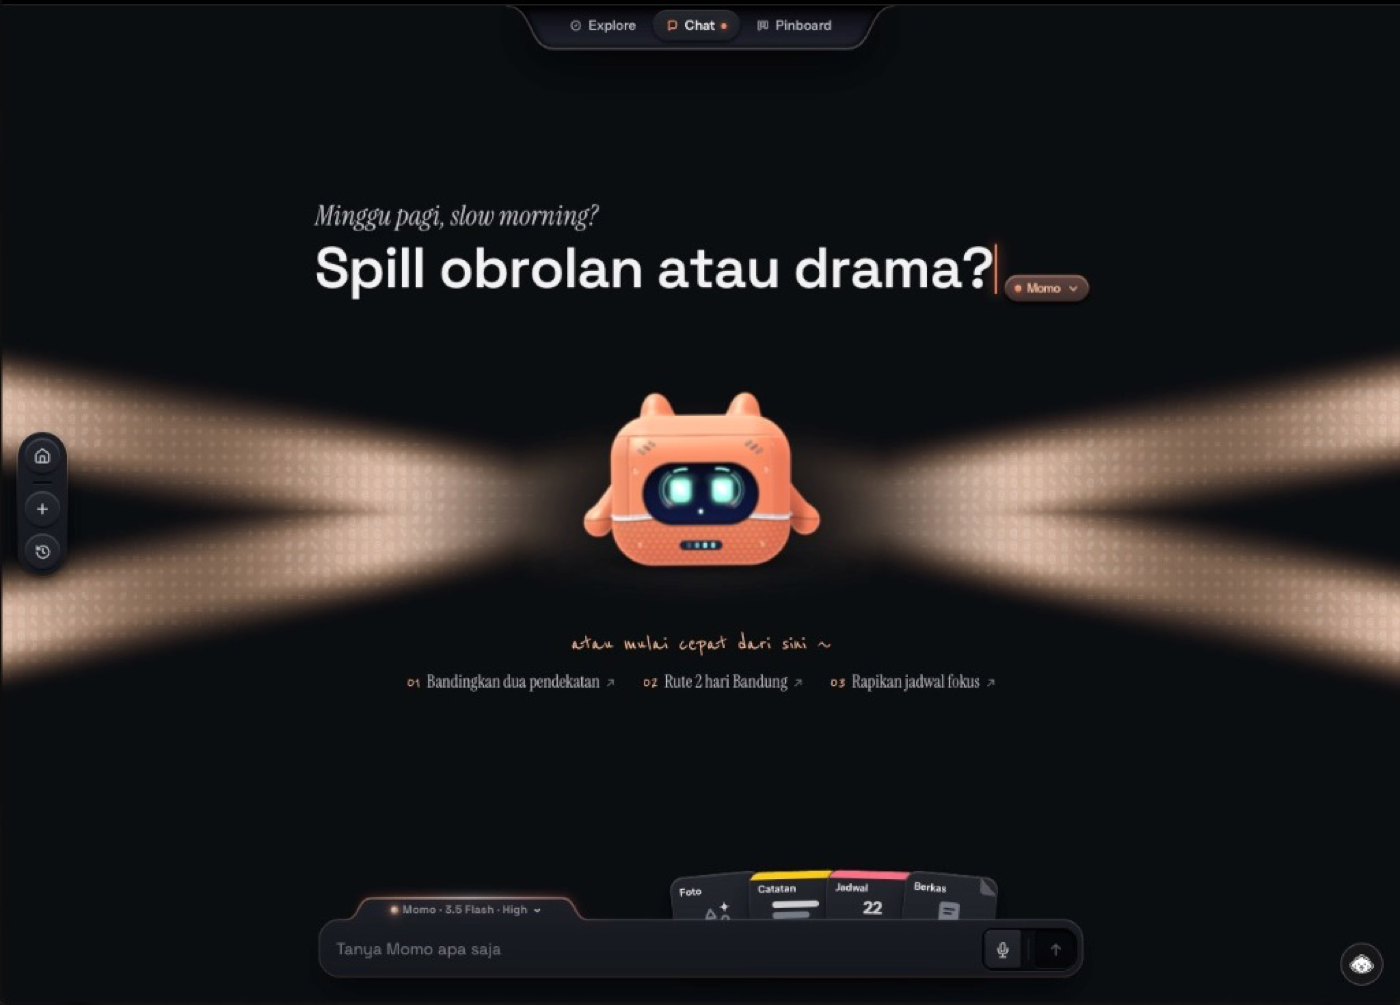 Explore Chat Pinboard
Minggu pagi, slow morning?
Spill obrolan atau drama?
Momo
atau mulai cepat dari sini ~
01 Bandingkan dua pendekatan ↗ 02 Rute 2 hari Bandung ↗ 03 Rapikan jadwal fokus ↗
Foto Catatan Jadwal Berkas
22
Momo · 3.5 Flash · High
Tanya Momo apa saja